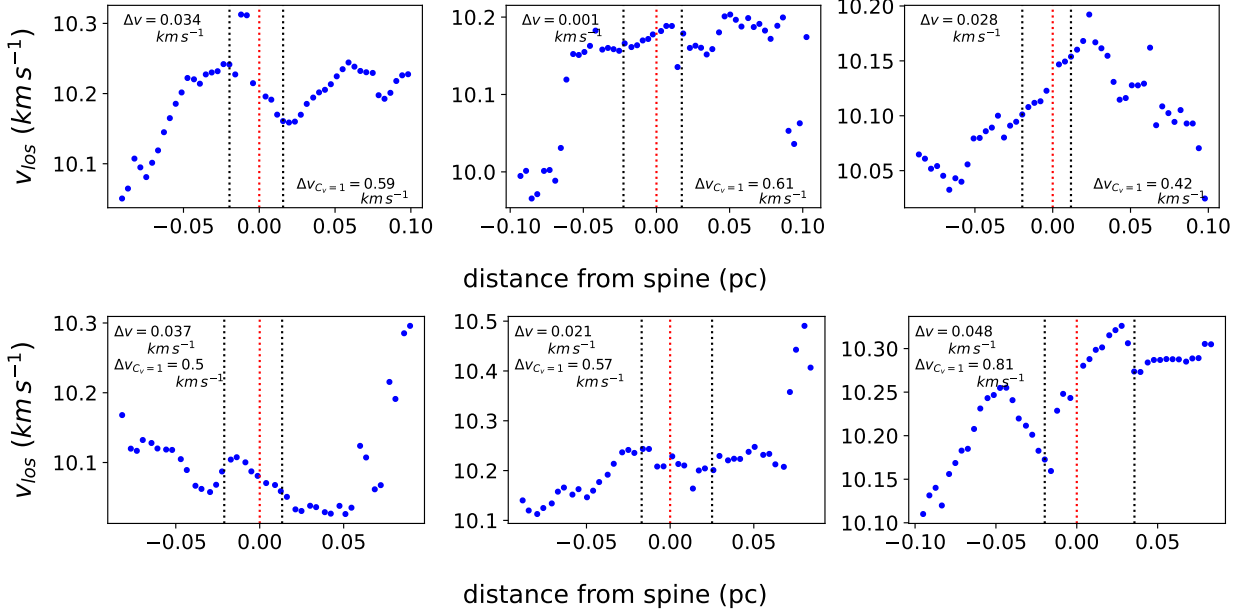 Δv = 0.034
km s⁻¹
Δv_{C_v=1} = 0.59
km s⁻¹
10.3
10.2
10.1
−0.05
0.00
0.05
0.10
v_{los} (km s⁻¹)
Δv = 0.001
km s⁻¹
Δv_{C_v=1} = 0.61
km s⁻¹
10.2
10.1
10.0
−0.10
−0.05
0.00
0.05
0.10
Δv = 0.028
km s⁻¹
Δv_{C_v=1} = 0.42
km s⁻¹
10.20
10.15
10.10
10.05
−0.05
0.00
0.05
0.10
distance from spine (pc)
Δv = 0.037
km s⁻¹
Δv_{C_v=1} = 0.5
km s⁻¹
10.3
10.2
10.1
−0.05
0.00
0.05
0.10
v_{los} (km s⁻¹)
Δv = 0.021
km s⁻¹
Δv_{C_v=1} = 0.57
km s⁻¹
10.5
10.4
10.3
10.2
10.1
−0.05
0.00
0.05
Δv = 0.048
km s⁻¹
Δv_{C_v=1} = 0.81
km s⁻¹
10.30
10.25
10.20
10.15
10.10
−0.10
−0.05
0.00
0.05
distance from spine (pc)